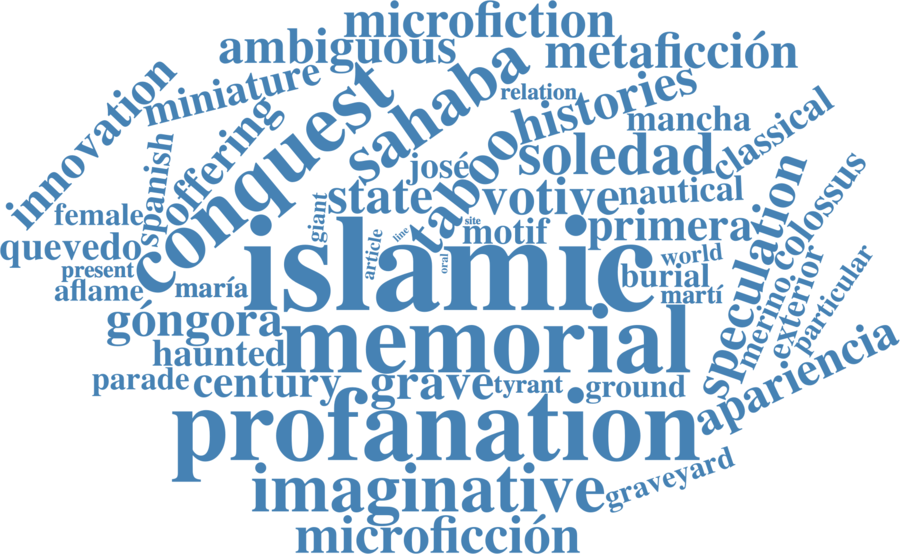 microfiction
ambiguous
metaficción
innovation
miniature
sahaba
relation
histories
conquest
offering
spanish
mancha
classical
taboo
soledad
josé
state
votive
nautical
female
giant
site
motif
primera
speculation
colossus
quevedo
article
line
oral
islamic
world
present
burial
aflame
maría
martí
merino
exterior
particular
góngora
memorial
haunted
parade
century
grave
tyrant
ground
apariencia
profanation
imaginative
graveyard
microficción